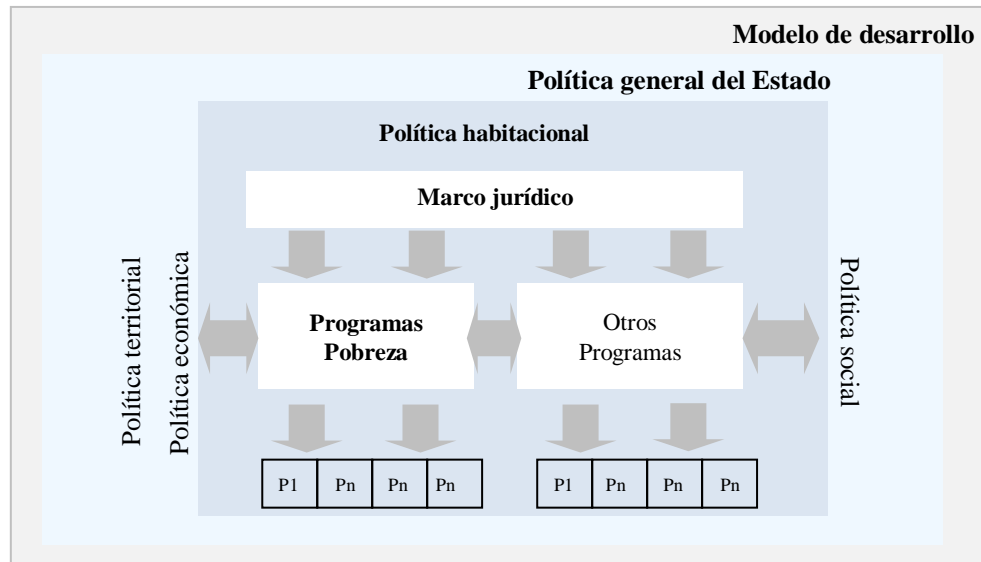 Modelo de desarrollo
Política general del Estado
Política habitacional
Marco jurídico
Política territorial
Política económica
Programas
Pobreza
Otros
Programas
Política social
P1 Pn Pn Pn
P1 Pn Pn Pn